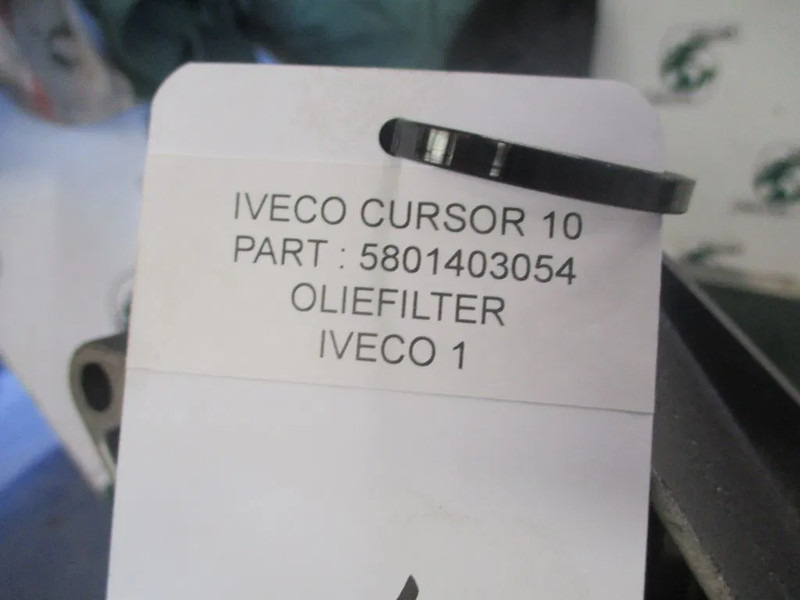 IVECO CURSOR 10
PART : 5801403054
OLIEFILTER
IVECO 1